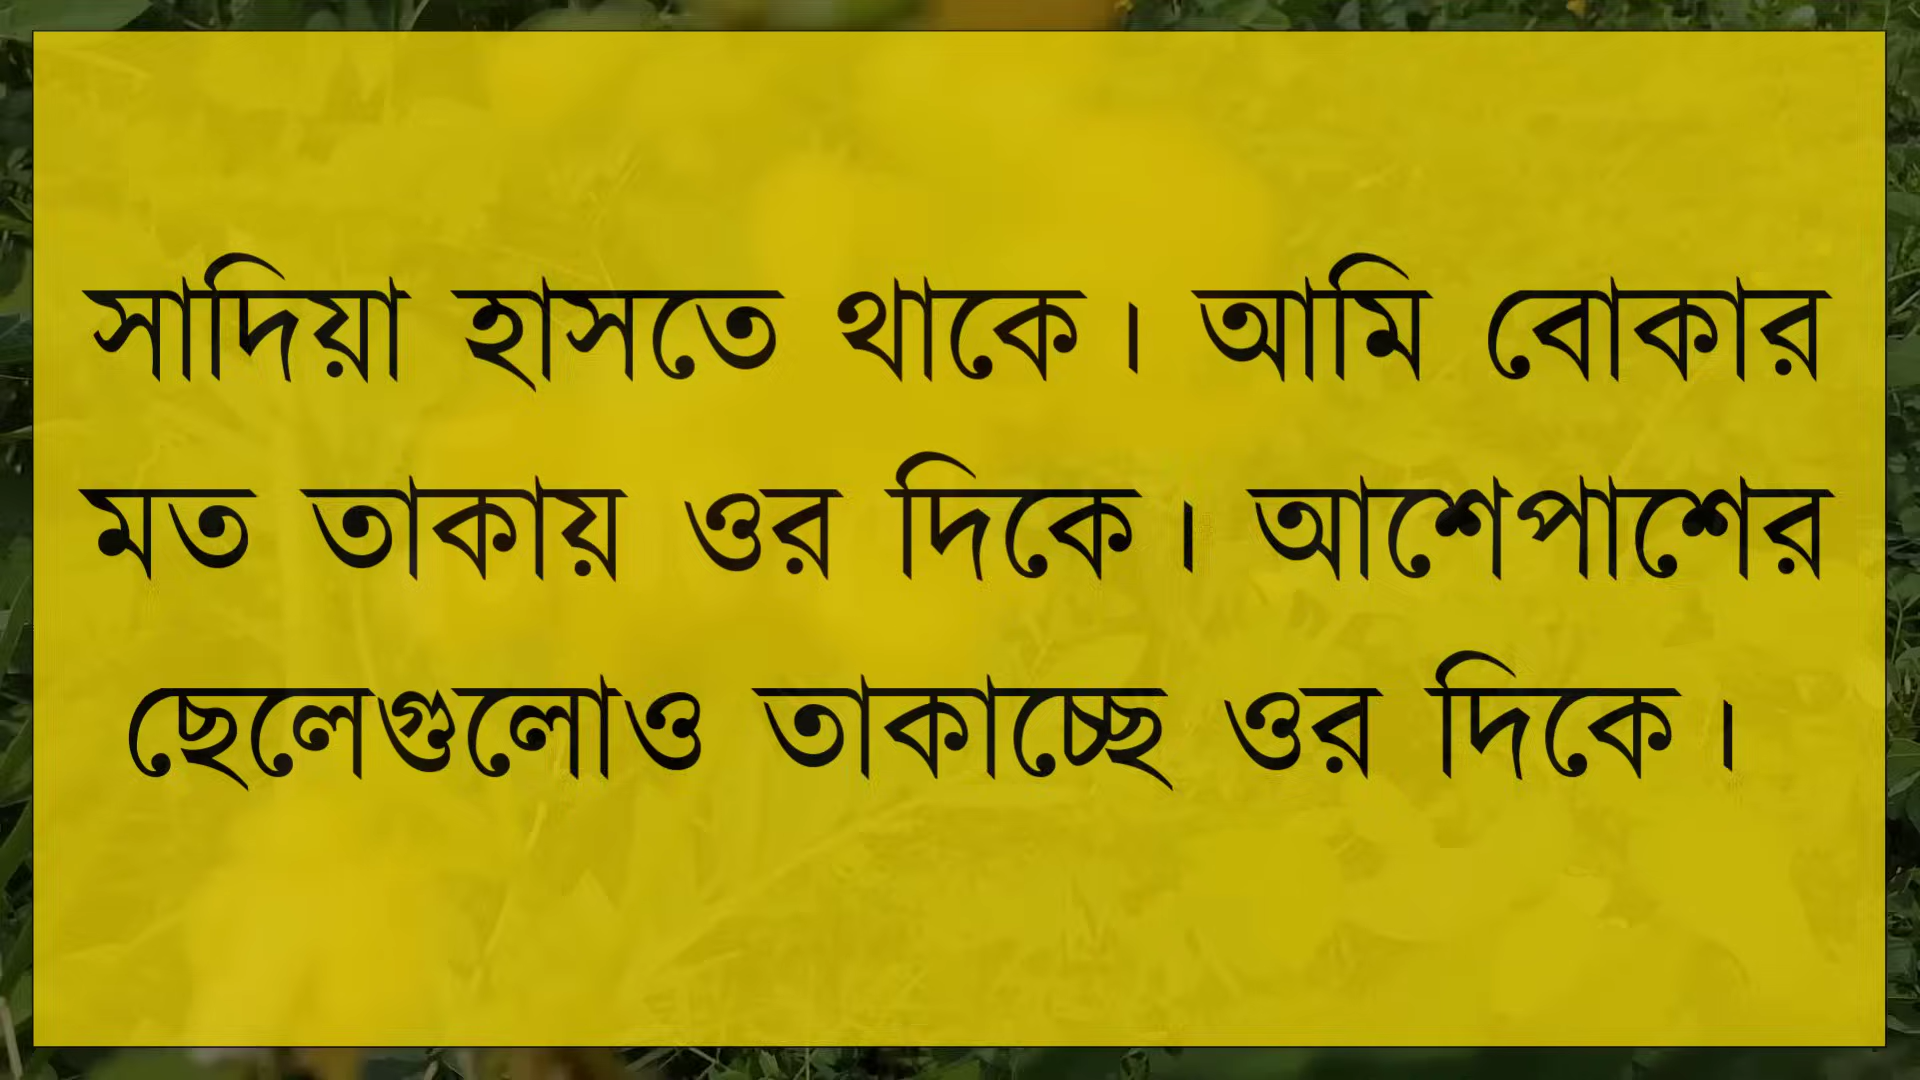 সাদিয়া হাসতে থাকে। আমি বোকার
মত তাকায় ওর দিকে। আশেপাশের
ছেলেগুলোও তাকাচ্ছে ওর দিকে।